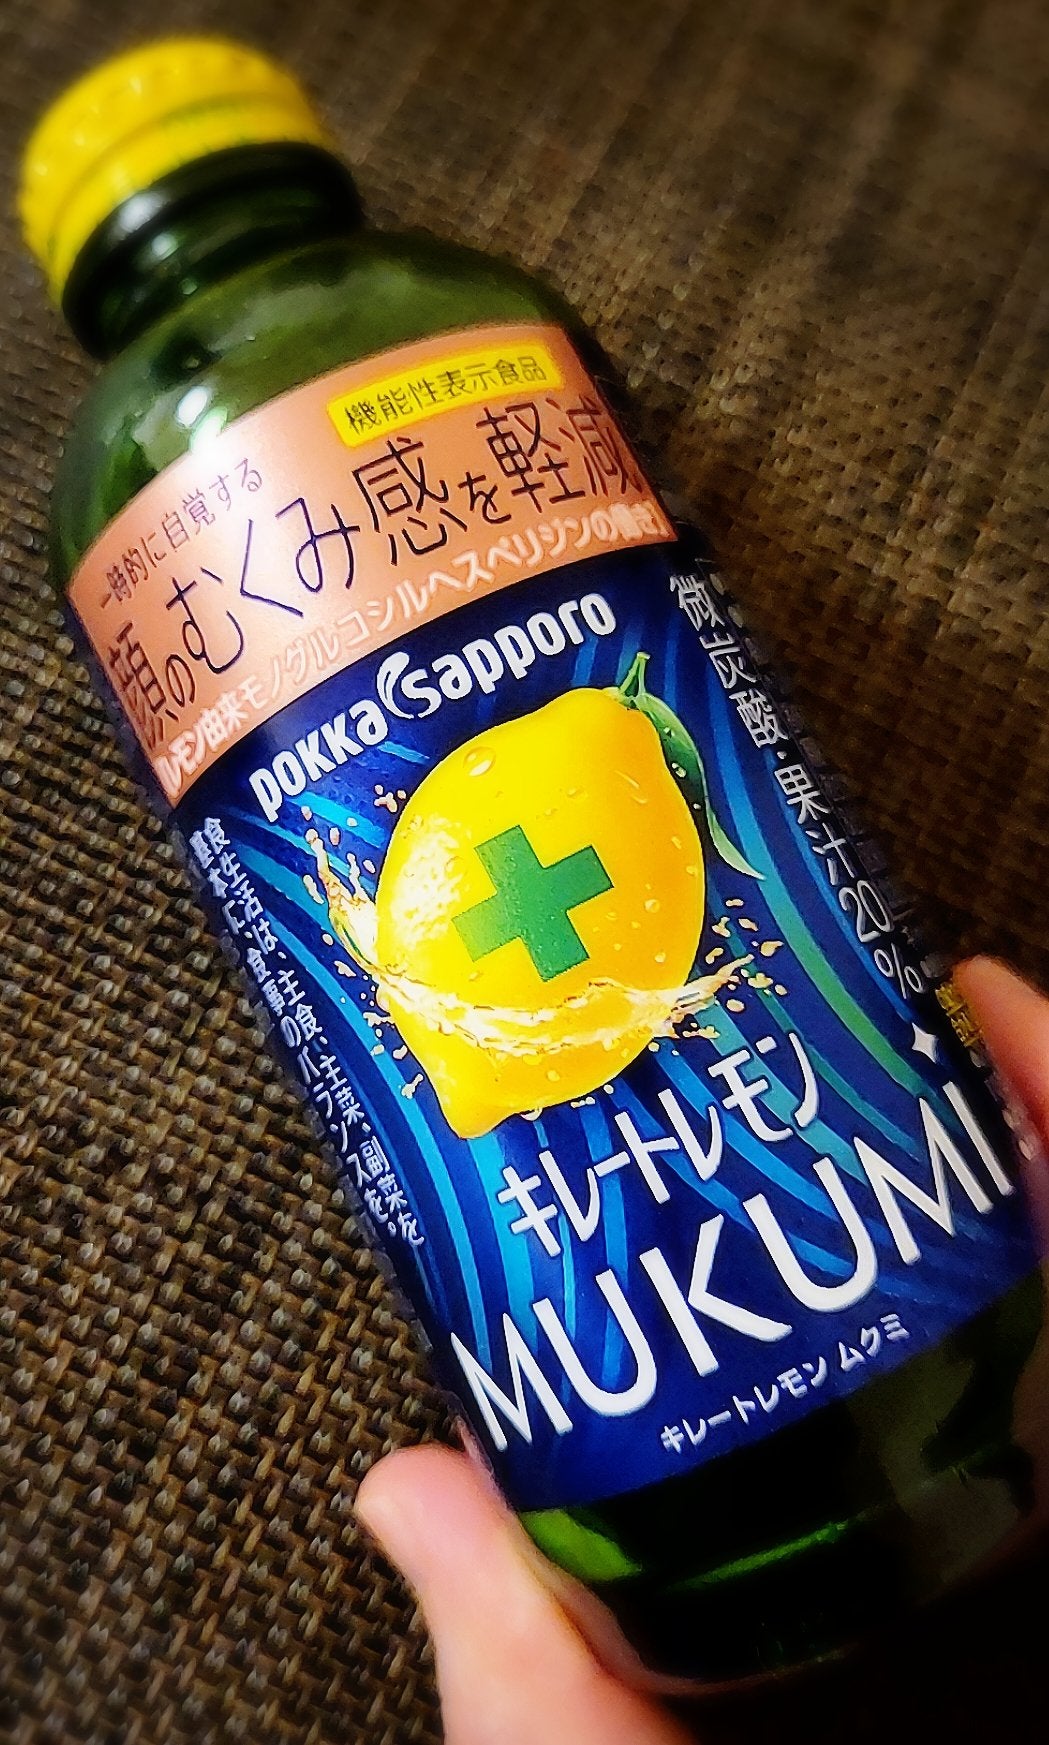 機能性表示食品
一時的に自覚する
顔のむくみ感を軽減
レモン由来モノグルコシルヘスペリジンの働き
POKKA Sapporo
微炭酸・果汁20%
食生活は、主食、主菜、副菜を
基本に、食事のバランスを。
キレートレモン
MUKUMI
キレートレモン ムクミ